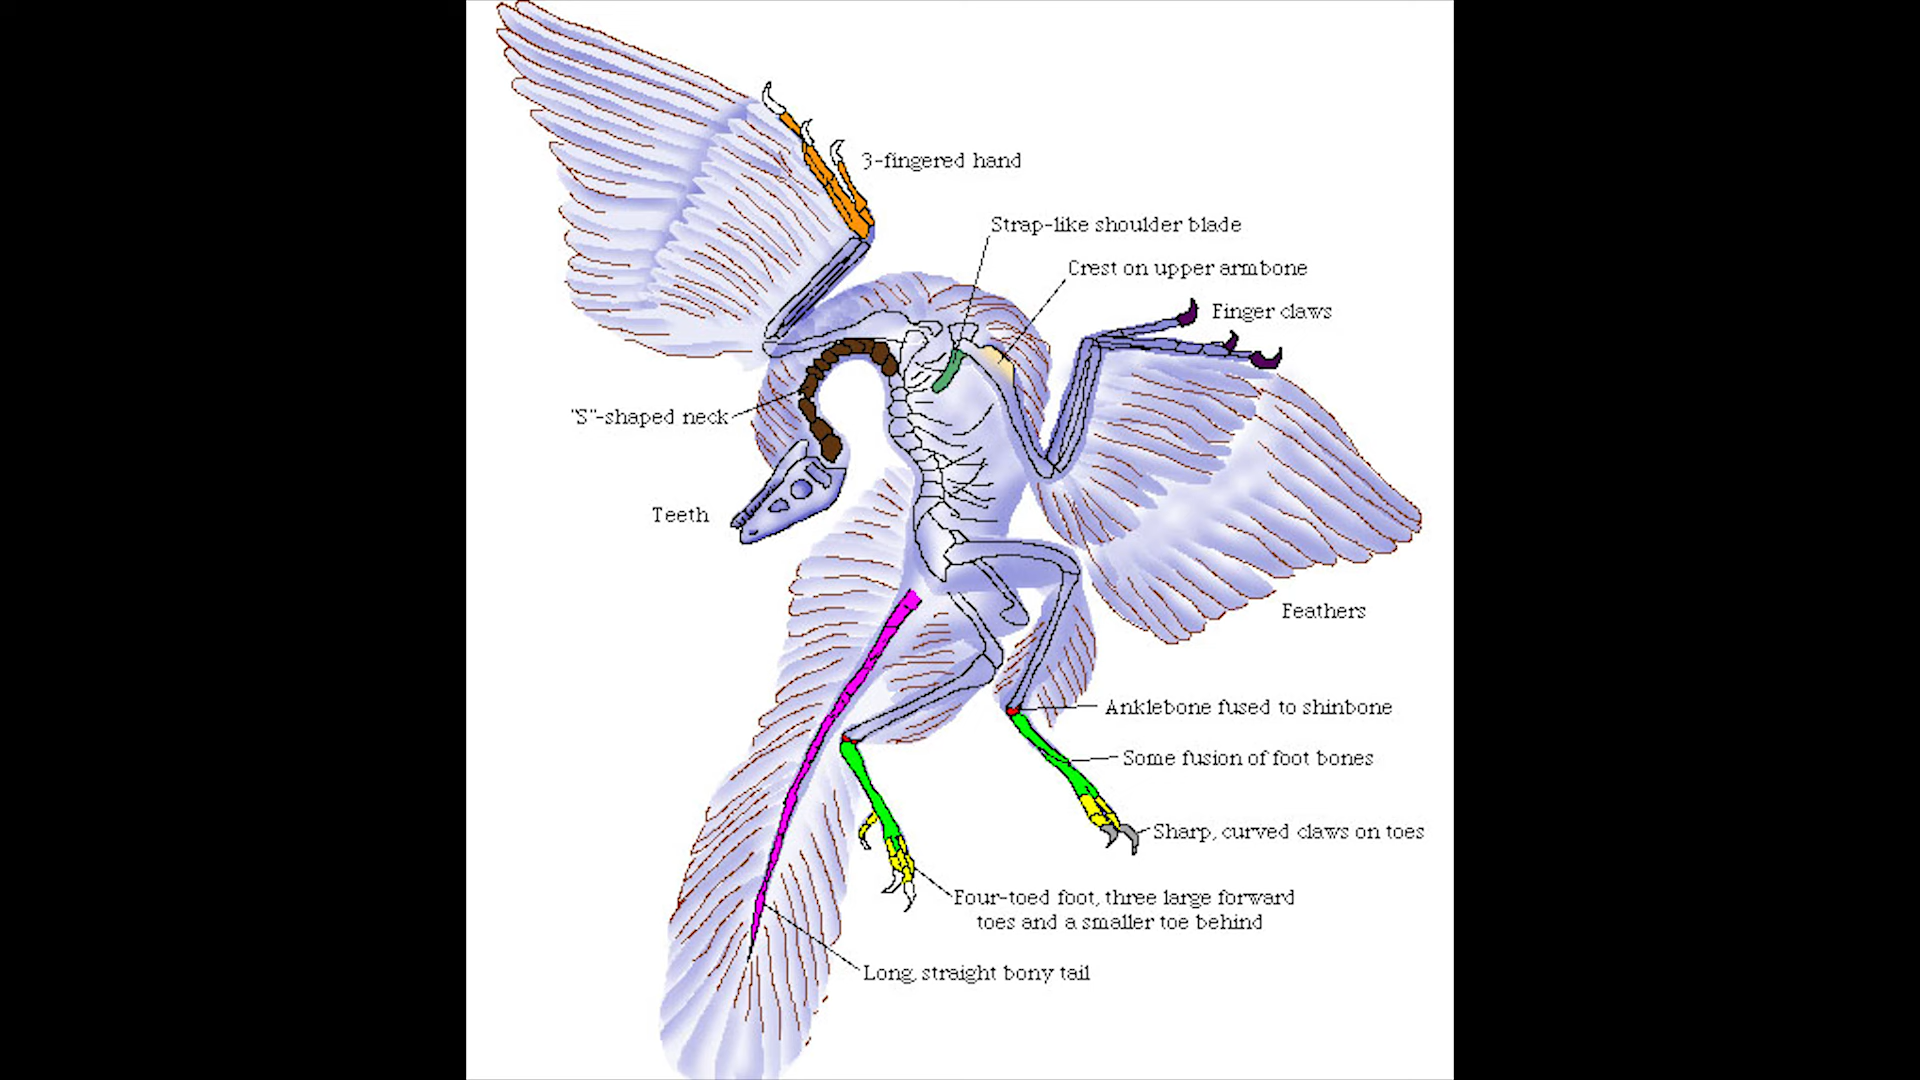 3-fingered hand
Strap-like shoulder blade
Crest on upper armbone
Finger claws
"S"-shaped neck
Teeth
Feathers
Anklebone fused to shinbone
Some fusion of foot bones
Sharp, curved claws on toes
Four-toed foot, three large forward
toes and a smaller toe behind
Long, straight bony tail